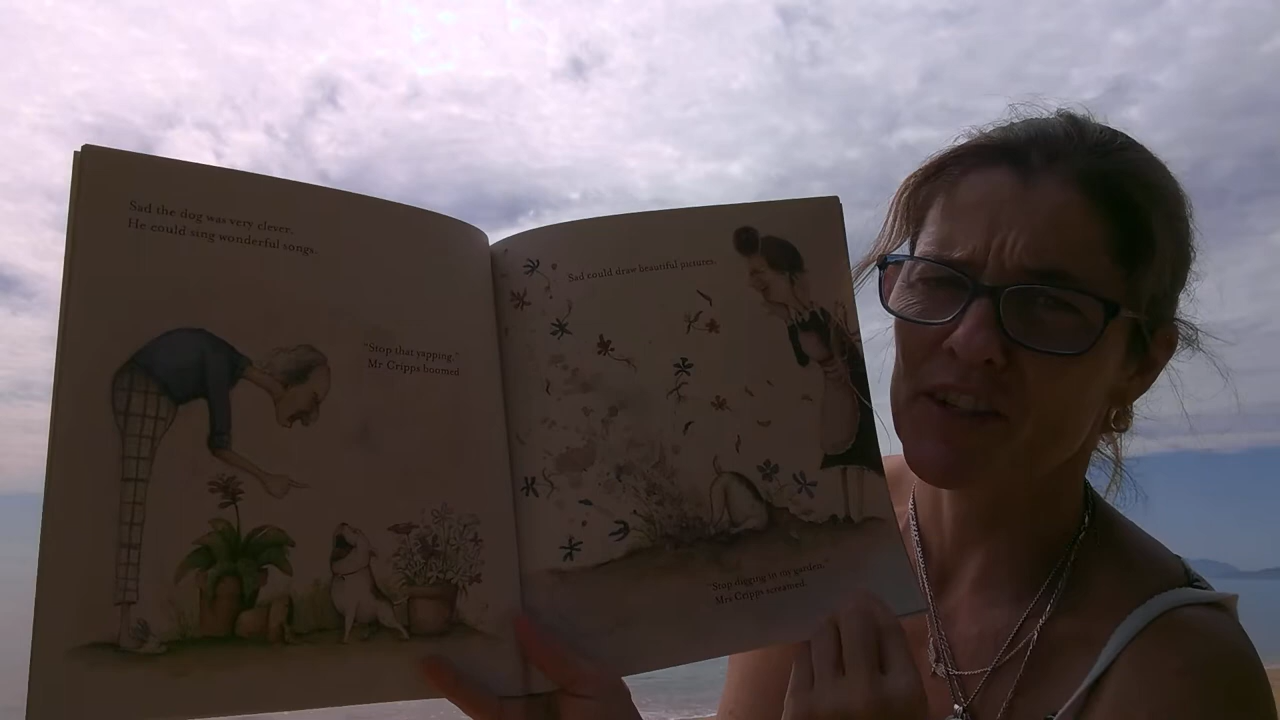 Sad the dog was very clever.
He could sing wonderful songs.
"Stop that yapping,"
Mr Cripps boomed
Sad could draw beautiful pictures.
"Stop digging in my garden,"
Mrs Cripps screamed.